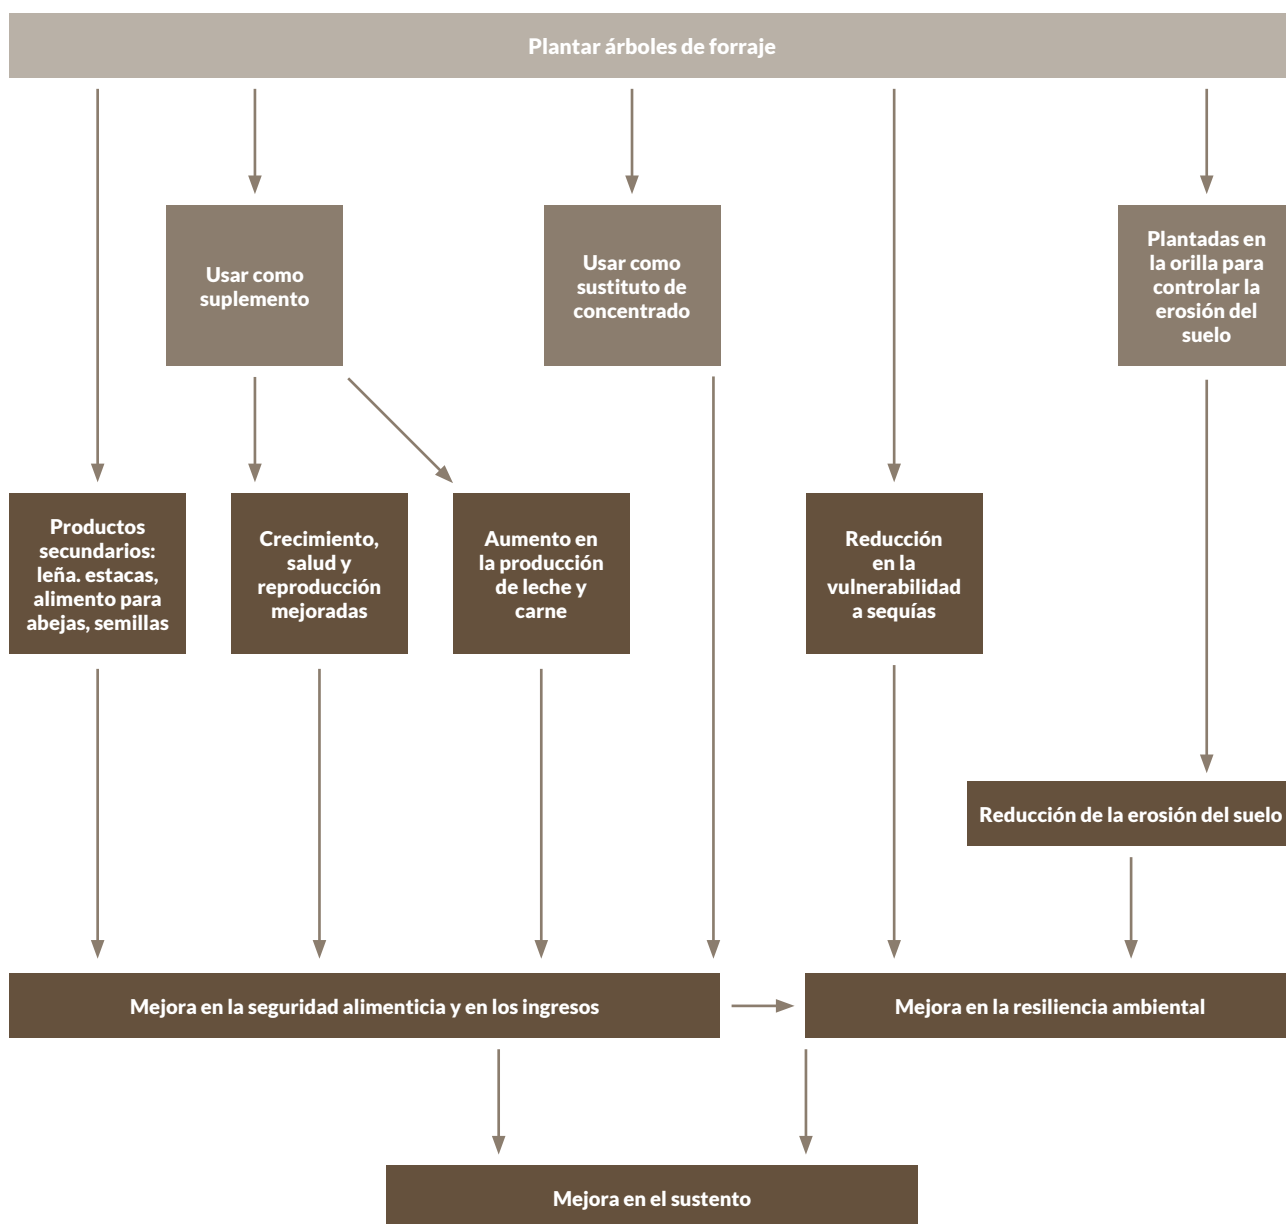 Plantar árboles de forraje
Usar como
suplemento
Usar como
sustituto de
concentrado
Plantadas en
la orilla para
controlar la
erosión del
suelo
Productos
secundarios:
leña. estacas,
alimento para
abejas, semillas
Crecimiento,
salud y
reproducción
mejoradas
Aumento en
la producción
de leche y
carne
Reducción
en la
vulnerabilidad
a sequías
Reducción de la erosión del suelo
Mejora en la seguridad alimenticia y en los ingresos
Mejora en la resiliencia ambiental
Mejora en el sustento